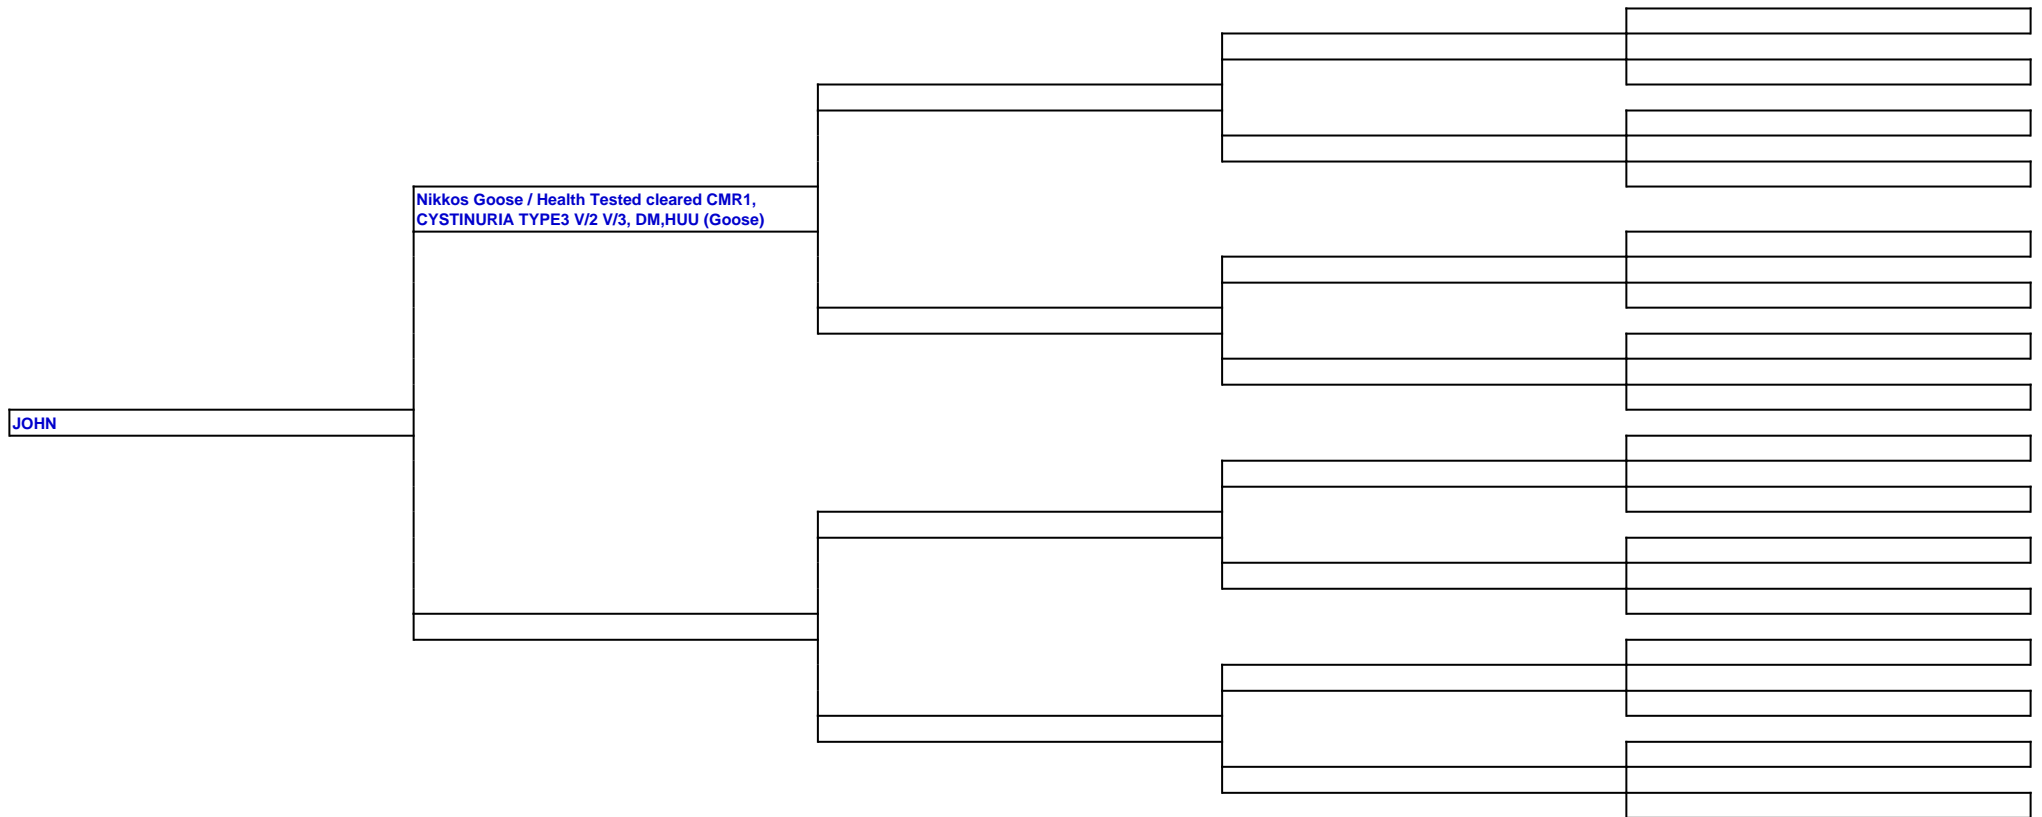 Nikkos Goose / Health Tested cleared CMR1,
CYSTINURIA TYPE3 V/2 V/3, DM,HUU (Goose)
JOHN